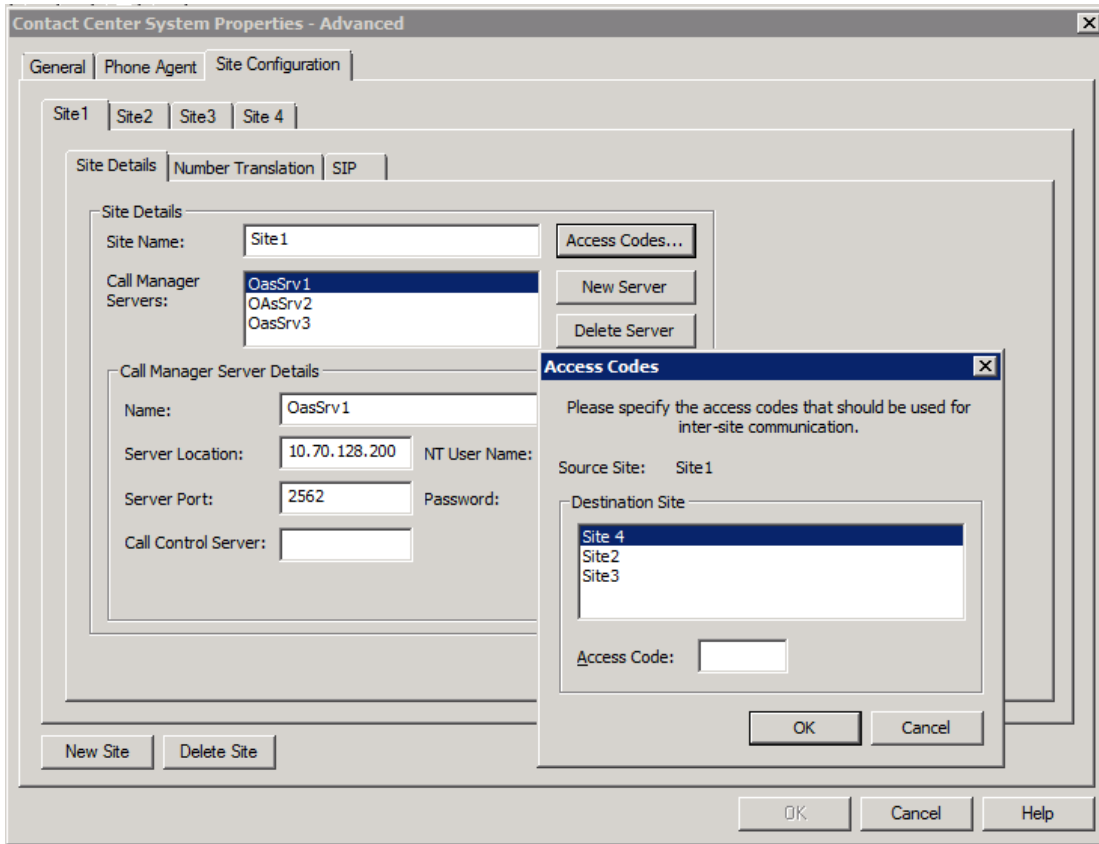 Contact Center System Properties - Advanced
General Phone Agent Site Configuration
Site1 Site2 Site3 Site 4
Site Details Number Translation SIP
Site Details
Site Name: Site1 Access Codes...
Call Manager Servers:
OasSrv1
OAsSrv2
OasSrv3
New Server
Delete Server
Call Manager Server Details
Name: OasSrv1
Server Location: 10.70.128.200 NT User Name:
Server Port: 2562 Password:
Call Control Server:
Access Codes
Please specify the access codes that should be used for
inter-site communication.
Source Site: Site1
Destination Site
Site 4
Site2
Site3
Access Code:
OK Cancel
New Site Delete Site
OK Cancel Help